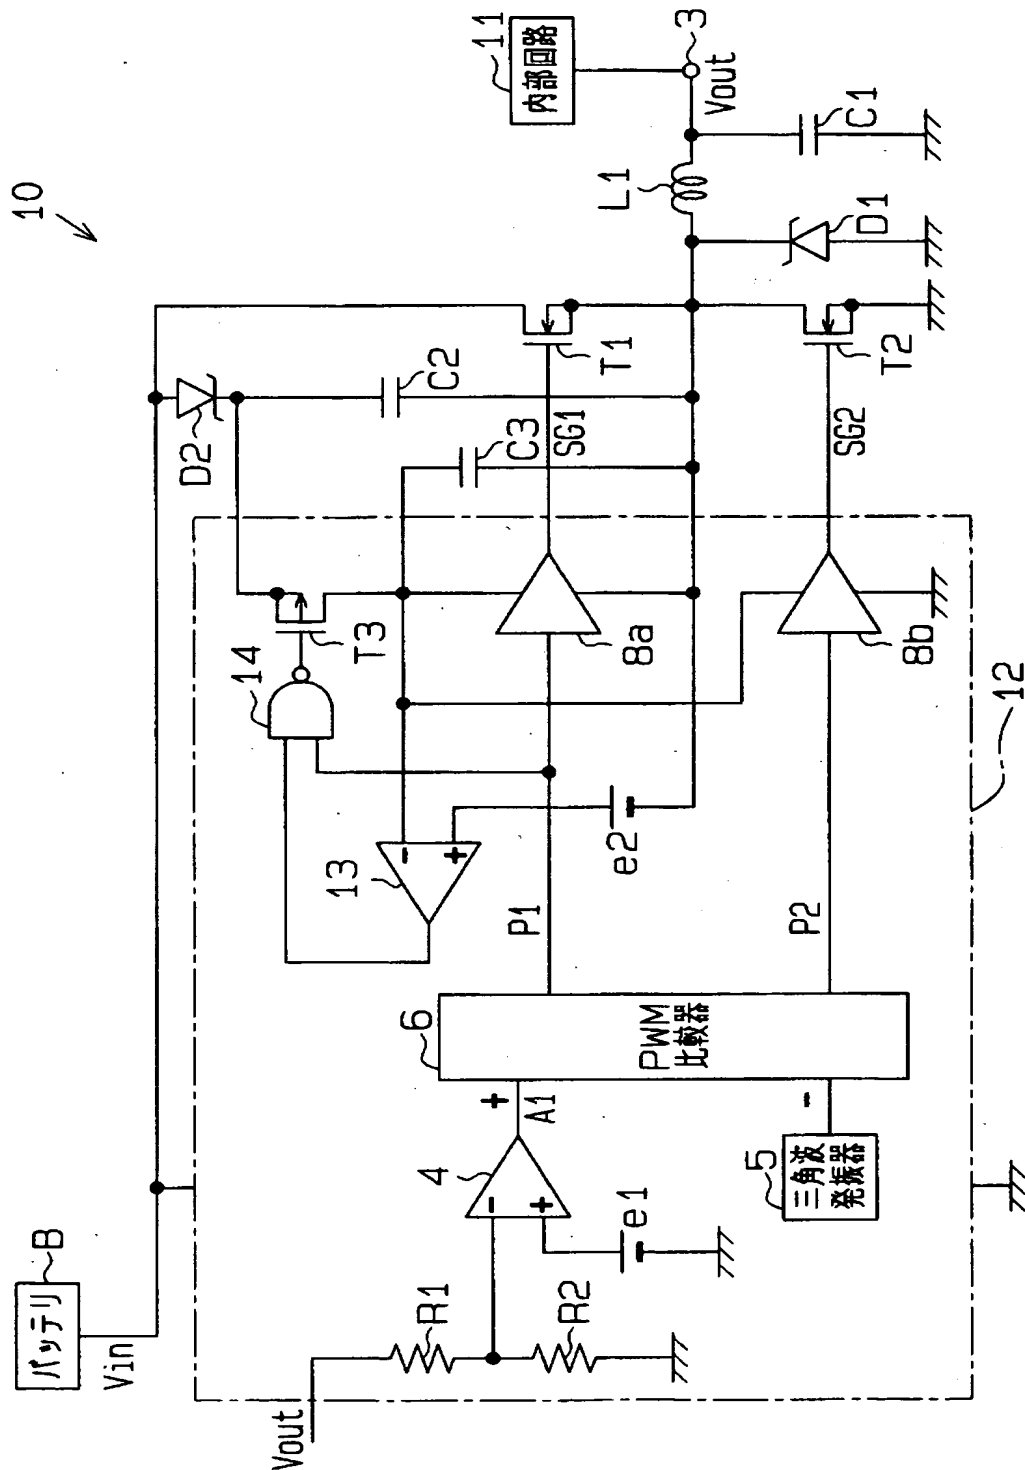 10
バッテリ
B
Vin
11
内部回路
3
Vout
L1
C1
D1
D2
C2
C3
T1
SG1
T2
SG2
14
T3
8a
8b
13
e2
P1
P2
12
6
PWM
比較器
+
A1
-
4
-
+
e1
5
三角波
発振器
-
+
R1
R2
Vout